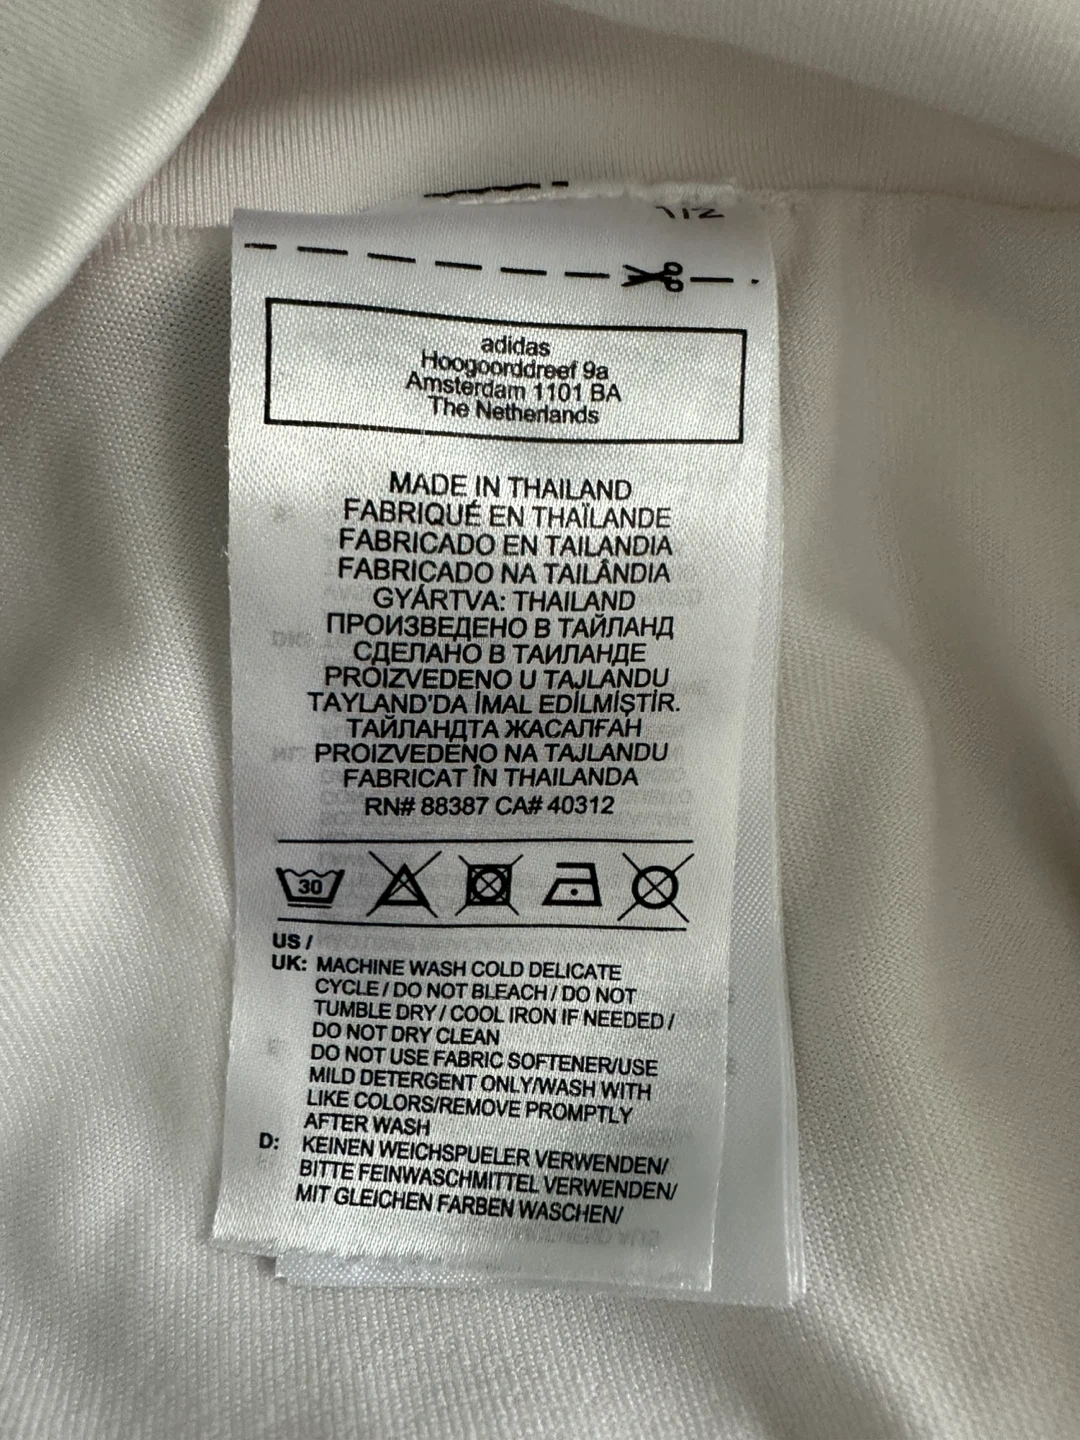 1/2
adidas
Hoogoorddreef 9a
Amsterdam 1101 BA
The Netherlands
MADE IN THAILAND
FABRIQUÉ EN THAÏLANDE
FABRICADO EN TAILANDIA
FABRICADO NA TAILÂNDIA
GYÁRTVA: THAILAND
ПРОИЗВЕДЕНО В ТАЙЛАНД
СДЕЛАНО В ТАИЛАНДЕ
PROIZVEDENO U TAJLANDU
TAYLAND'DA İMAL EDİLMİŞTİR.
ТАЙЛАНДТА ЖАСАЛҒАН
PROIZVEDENO NA TAJLANDU
FABRICAT ÎN THAILANDA
RN# 88387 CA# 40312
30
US /
UK: MACHINE WASH COLD DELICATE
CYCLE / DO NOT BLEACH / DO NOT
TUMBLE DRY / COOL IRON IF NEEDED /
DO NOT DRY CLEAN
DO NOT USE FABRIC SOFTENER/USE
MILD DETERGENT ONLY/WASH WITH
LIKE COLORS/REMOVE PROMPTLY
AFTER WASH
D: KEINEN WEICHSPUELER VERWENDEN/
BITTE FEINWASCHMITTEL VERWENDEN/
MIT GLEICHEN FARBEN WASCHEN/